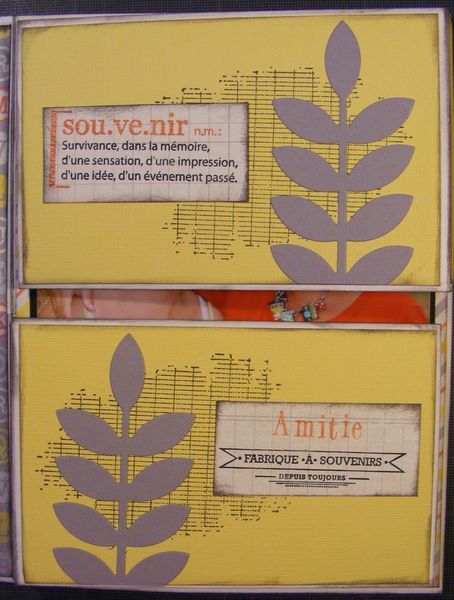 sou.ve.nir n.m.:
Survivance, dans la mémoire,
d'une sensation, d'une impression,
d'une idée, d'un événement passé.
Amitie
•FABRIQUE•À•SOUVENIRS•
DEPUIS TOUJOURS